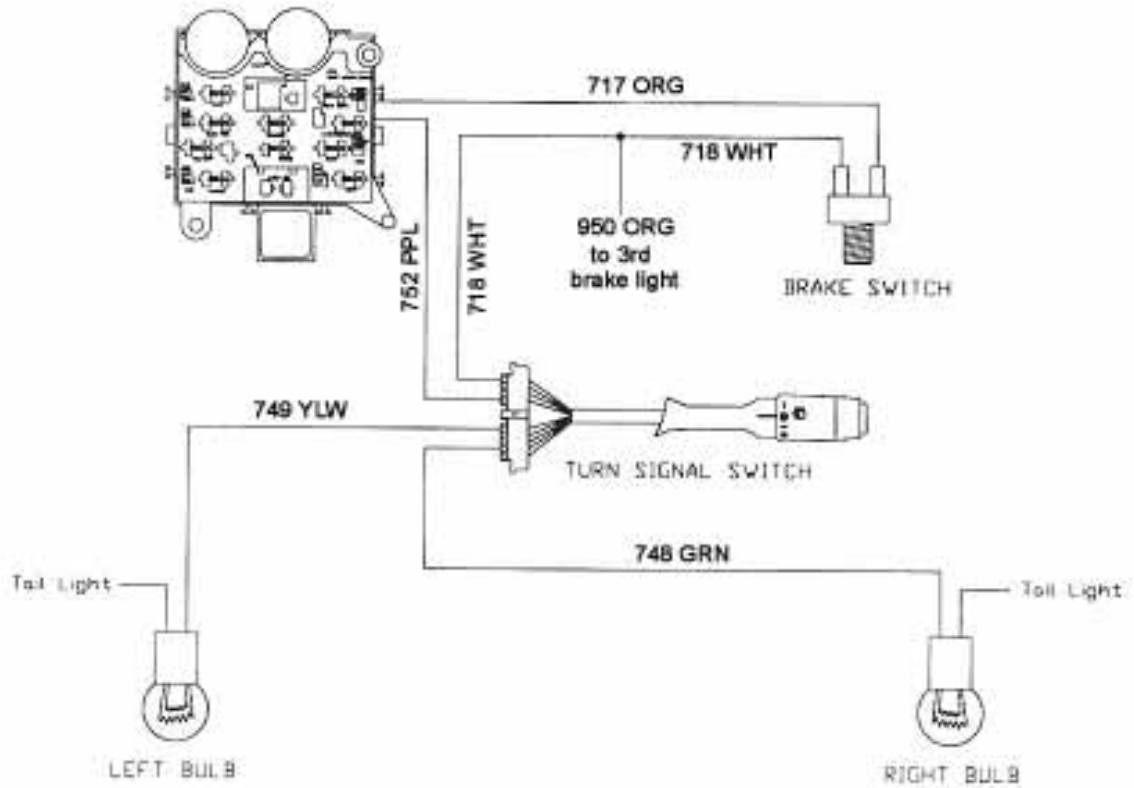 717 ORG
718 WHT
950 ORG
to 3rd
brake light
BRAKE SWITCH
752 PPL
718 WHT
749 YLW
TURN SIGNAL SWITCH
748 GRN
Tail Light
Tail Light
LEFT BULB
RIGHT BULB